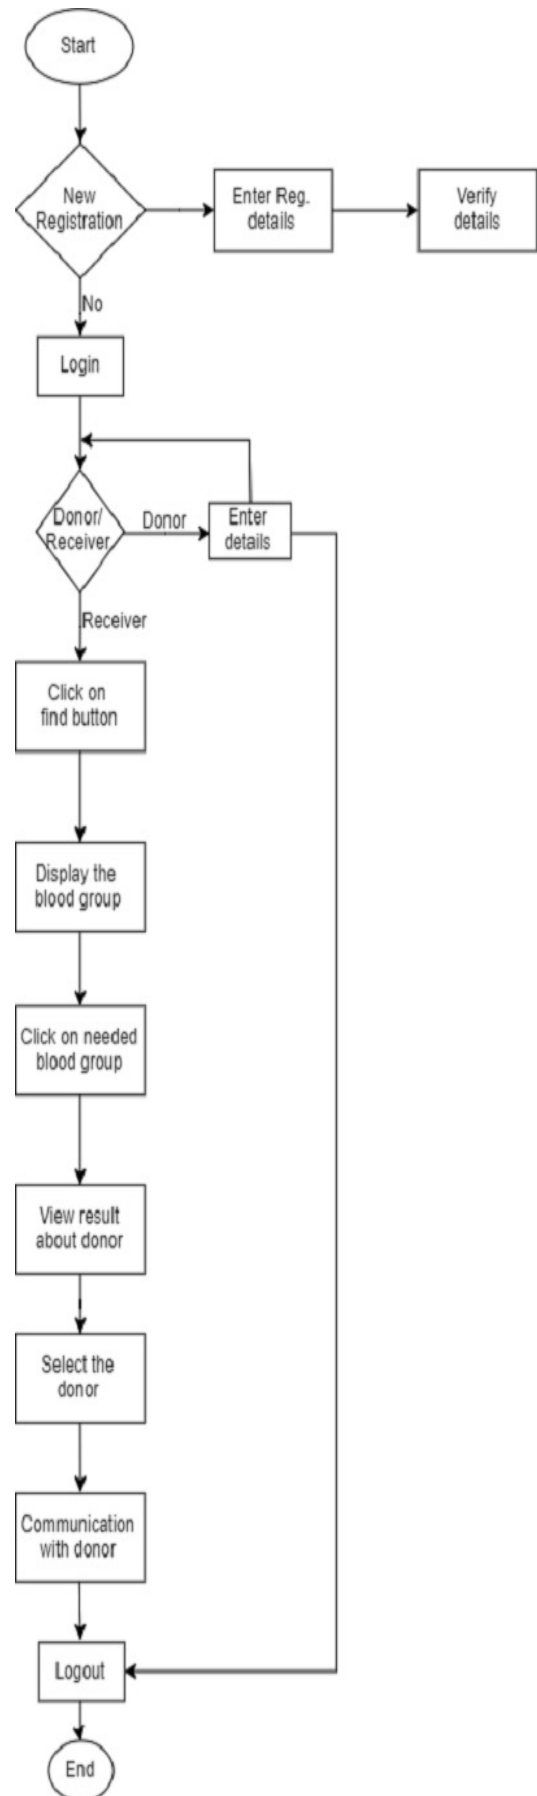 Start
New
Registration
Enter Reg.
details
Verify
details
No
Login
Donor/
Receiver
Donor
Enter
details
Receiver
Click on
find button
Display the
blood group
Click on needed
blood group
View result
about donor
Select the
donor
Communication
with donor
Logout
End